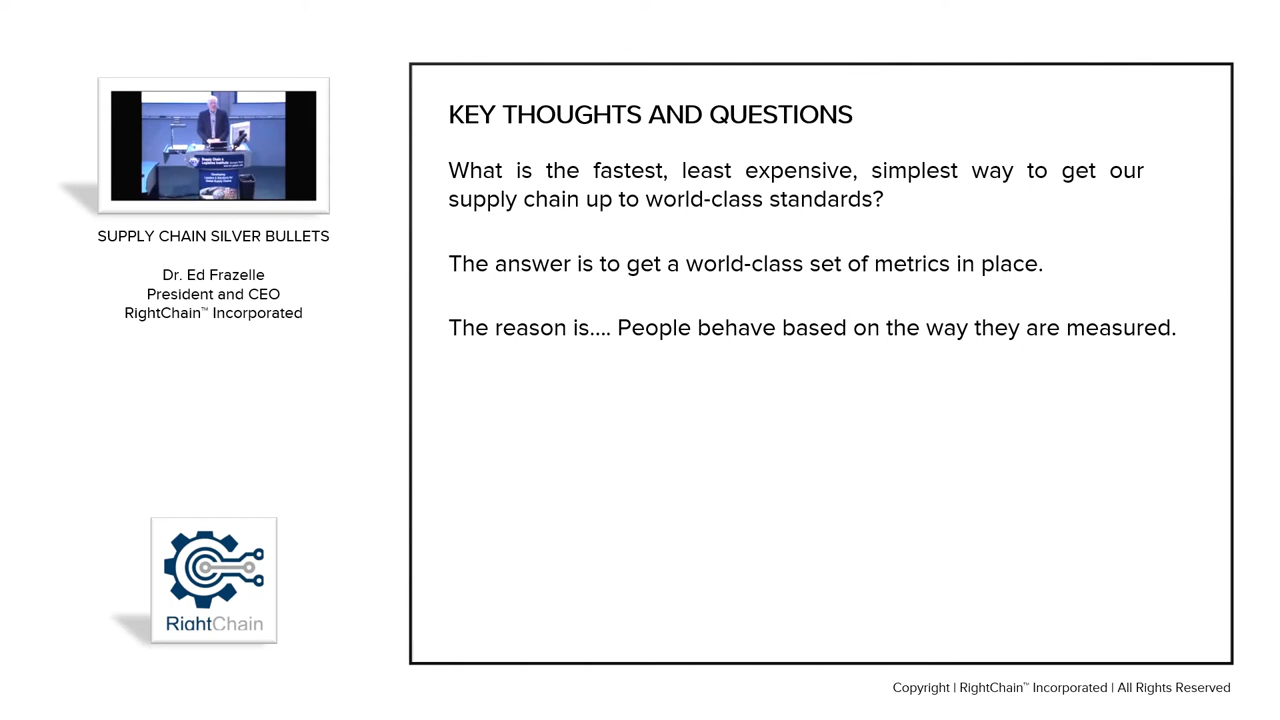 SUPPLY CHAIN SILVER BULLETS
Dr. Ed Frazelle
President and CEO
RightChain™ Incorporated
RightChain
KEY THOUGHTS AND QUESTIONS
What is the fastest, least expensive, simplest way to get our
supply chain up to world-class standards?
The answer is to get a world-class set of metrics in place.
The reason is.... People behave based on the way they are measured.
Copyright | RightChain™ Incorporated | All Rights Reserved